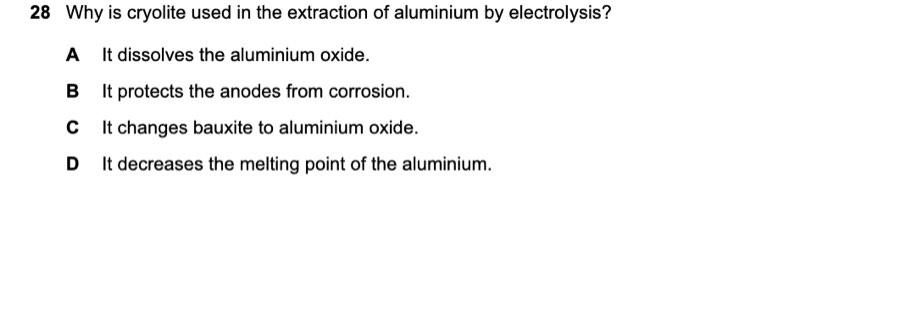 28 Why is cryolite used in the extraction of aluminium by electrolysis?
A It dissolves the aluminium oxide.
B It protects the anodes from corrosion.
C It changes bauxite to aluminium oxide.
D It decreases the melting point of the aluminium.